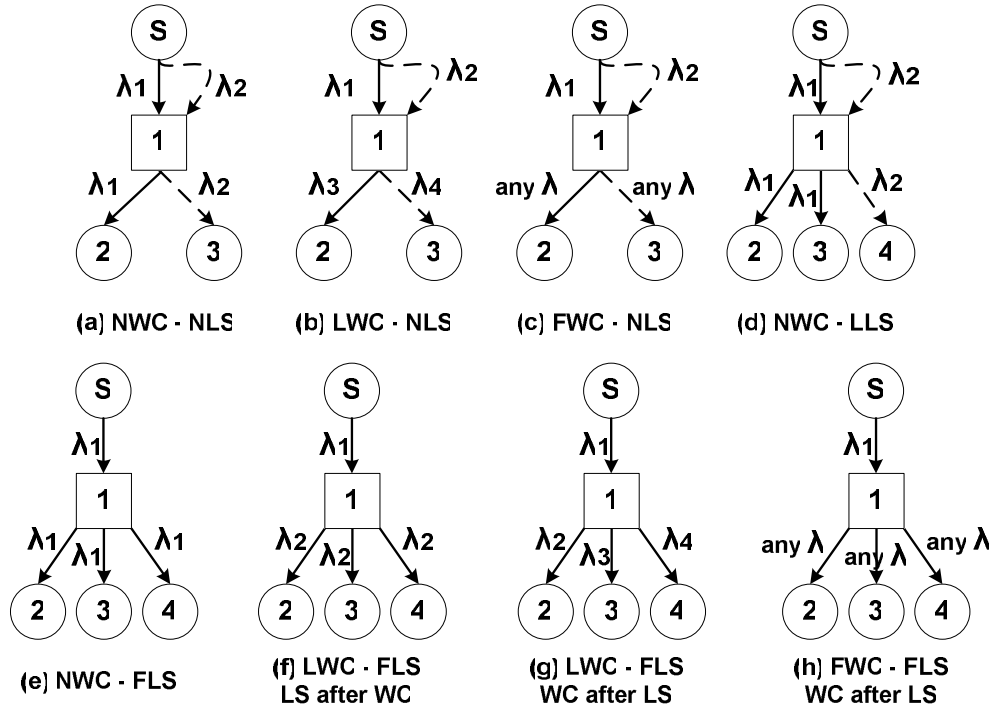 S S S S
λ1 λ2 λ1 λ2 λ1 λ2 λ1 λ2
1 1 1 1
λ1 λ2 λ3 λ4 any λ any λ λ1 λ1 λ2
2 3 2 3 2 3 2 3 4
(a) NWC - NLS (b) LWC - NLS (c) FWC - NLS (d) NWC - LLS
S S S S
λ1 λ1 λ1 λ1
1 1 1 1
λ1 λ1 λ1 λ2 λ2 λ2 λ2 λ3 λ4 any λ any λ any λ
2 3 4 2 3 4 2 3 4 2 3 4
(e) NWC - FLS (f) LWC - FLS (g) LWC - FLS (h) FWC - FLS
LS after WC WC after LS WC after LS